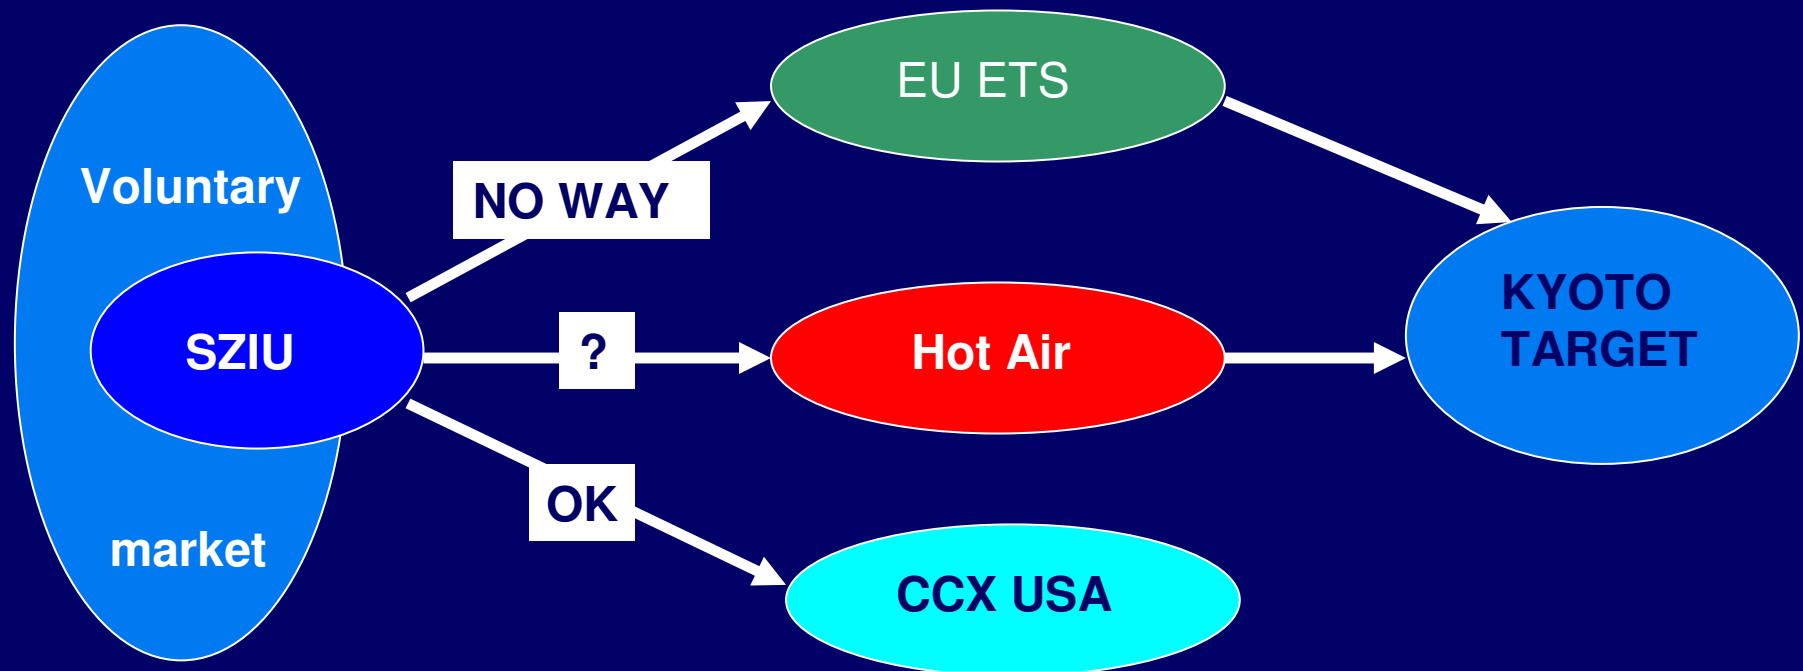 Voluntary
market
SZIU
NO WAY
?
OK
EU ETS
Hot Air
CCX USA
KYOTO
TARGET